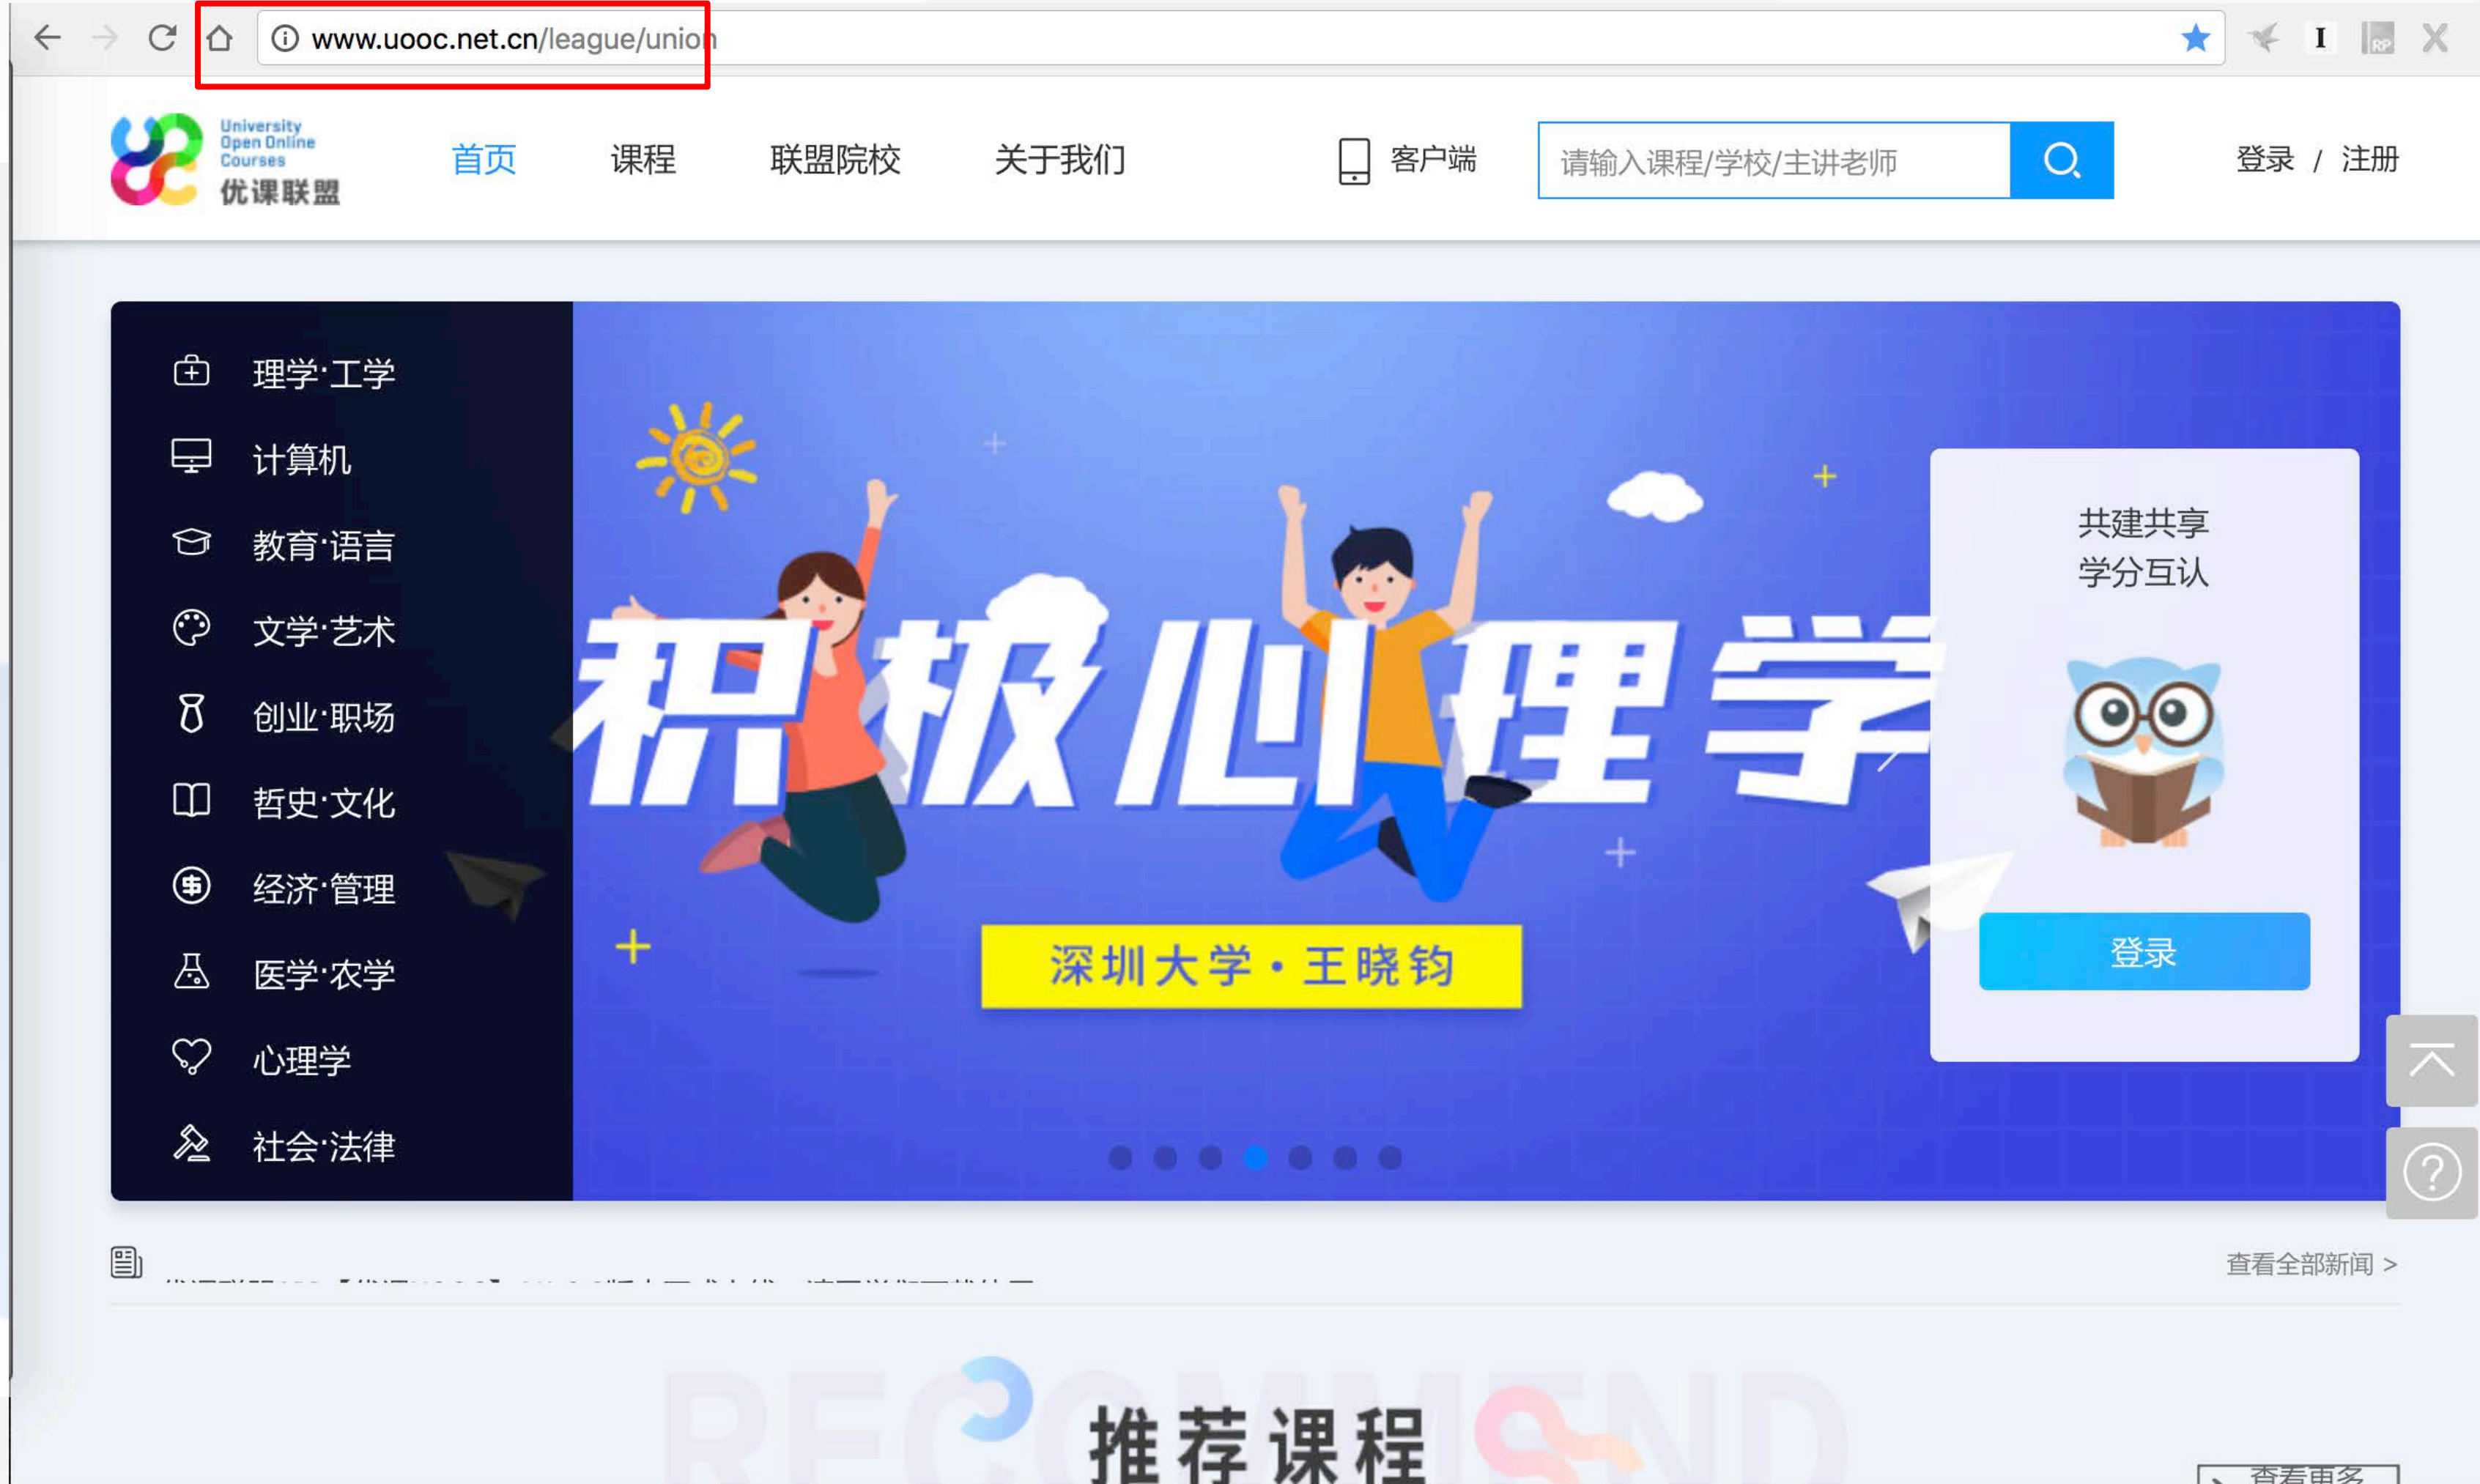 www.uooc.net.cn/league/union
University
Open Online
Courses
优课联盟
首页
课程
联盟院校
关于我们
客户端
请输入课程/学校/主讲老师
登录 / 注册
理学·工学
计算机
教育·语言
文学·艺术
创业·职场
哲史·文化
经济·管理
医学·农学
心理学
社会·法律
积极心理学
深圳大学·王晓钧
共建共享
学分互认
登录
查看全部新闻 >
RECOMMEND
推荐课程
查看更多